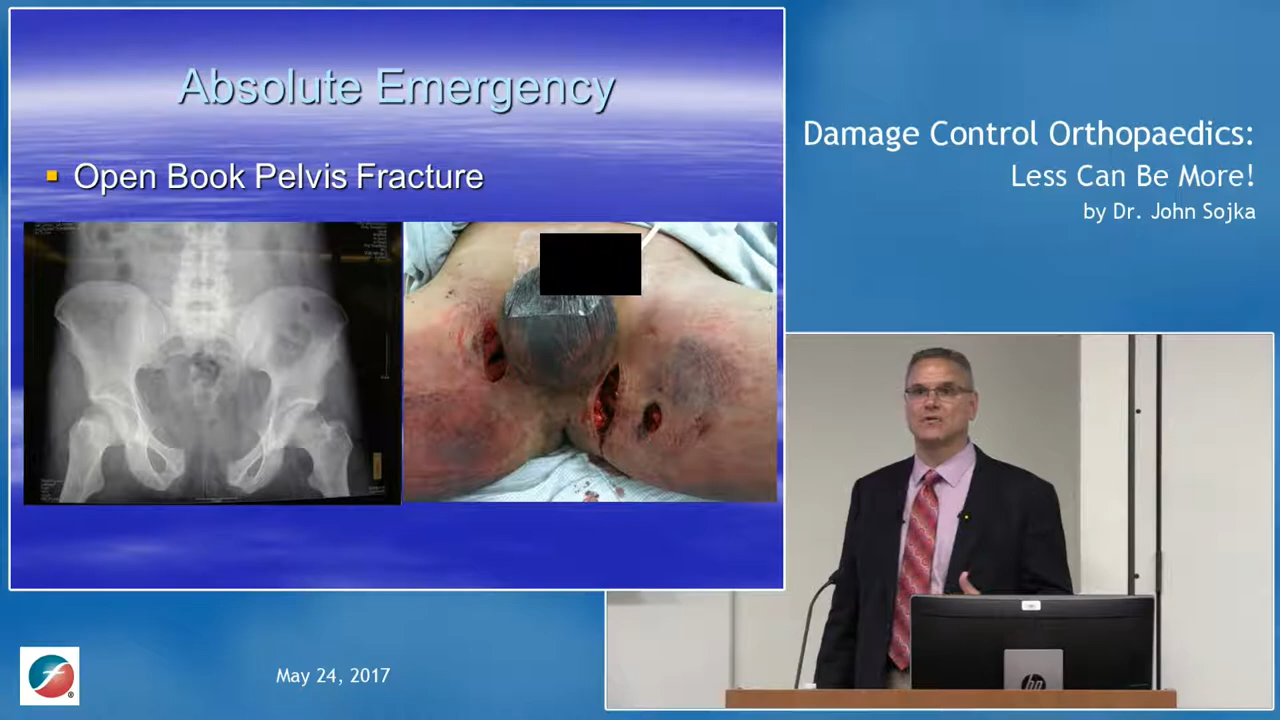 Absolute Emergency
Open Book Pelvis Fracture
Damage Control Orthopaedics:
Less Can Be More!
by Dr. John Sojka
May 24, 2017
hp